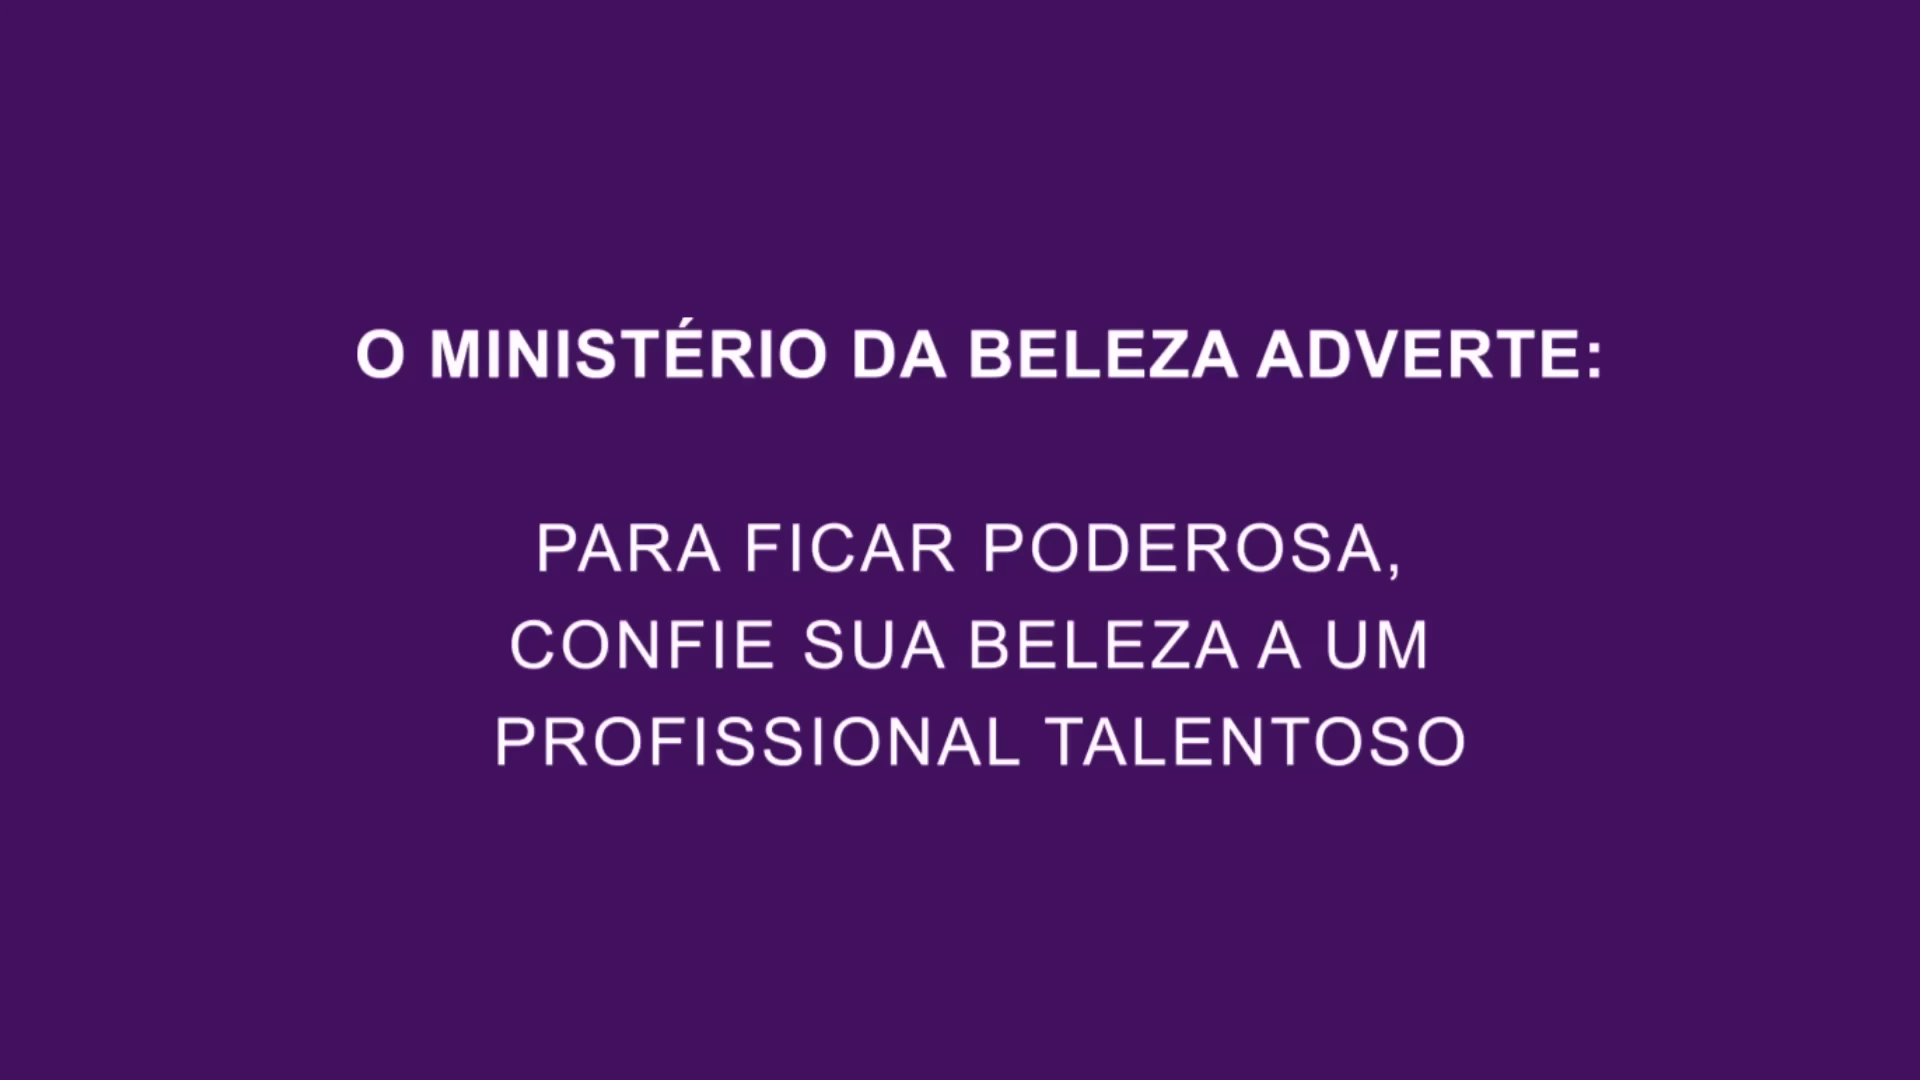 O MINISTÉRIO DA BELEZA ADVERTE:
PARA FICAR PODEROSA,
CONFIE SUA BELEZA A UM
PROFISSIONAL TALENTOSO